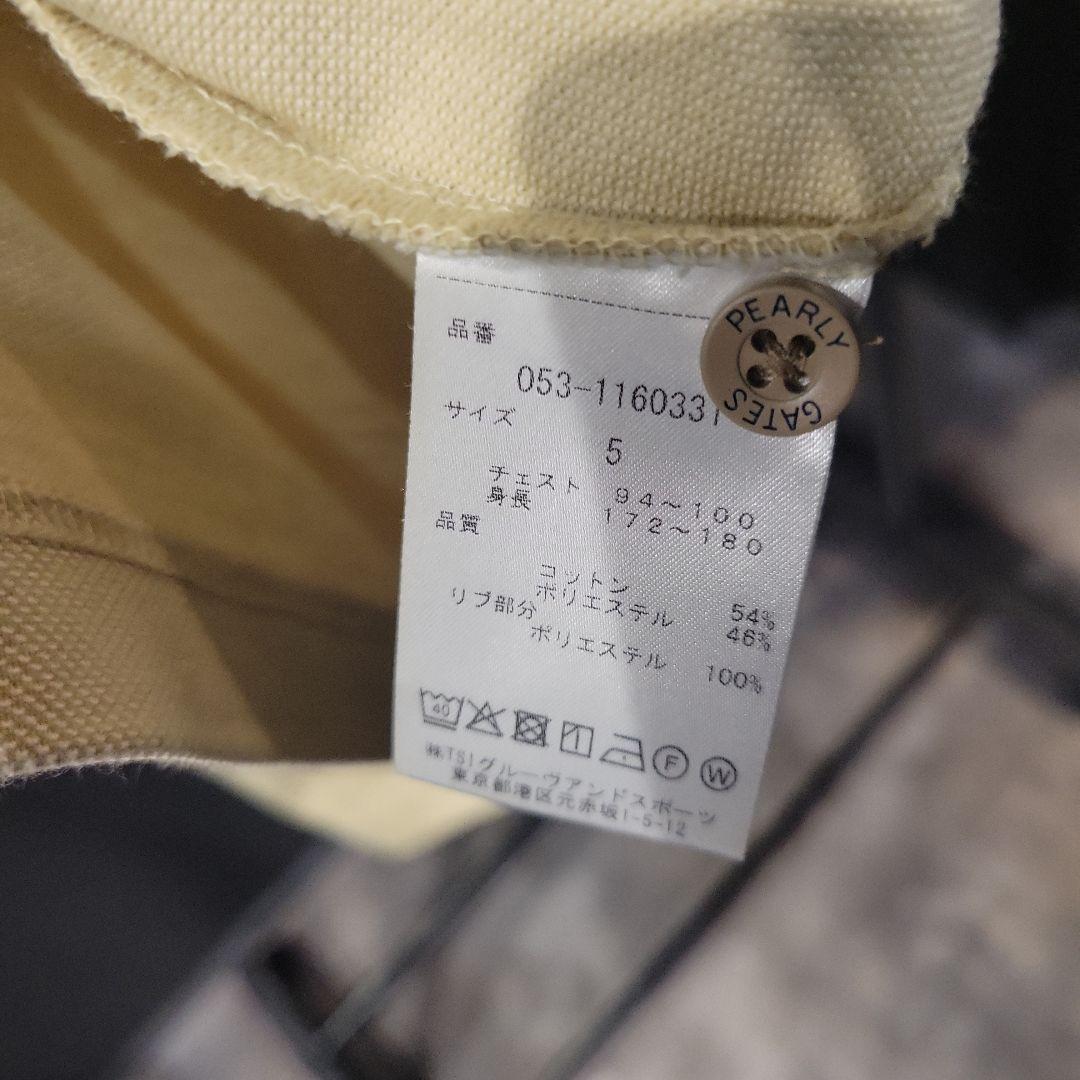 品番
053-116033
PEARLY
GATES
サイズ
5
チェスト 94～100
身長 172～180
品質
コットン 54%
ポリエステル 46%
リブ部分
ポリエステル 100%
40
F
W
㈱TSIグルーヴアンドスポーツ
東京都港区元赤坂1-5-12